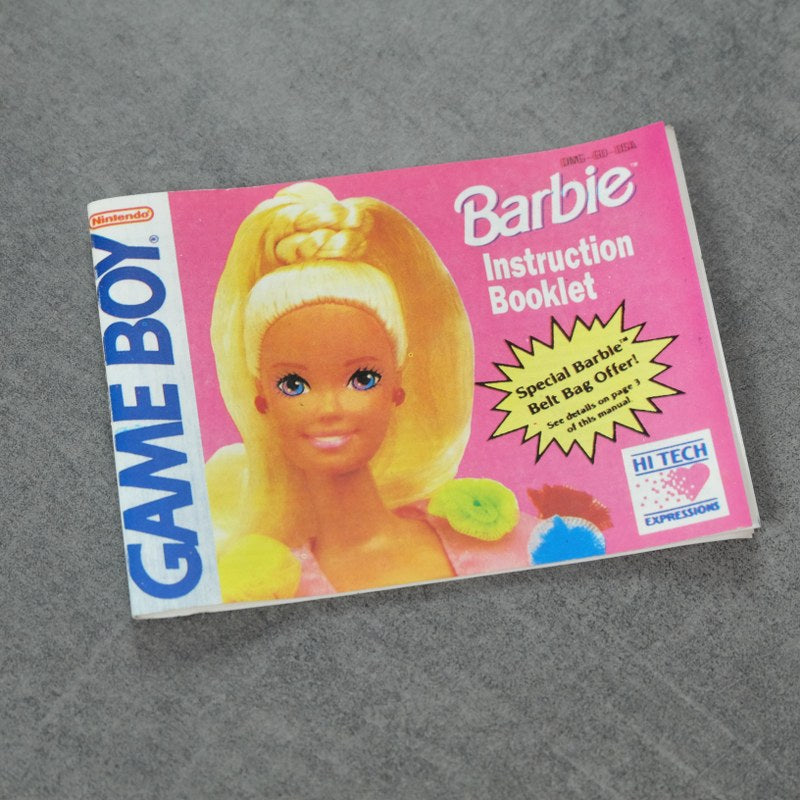 Nintendo®
GAME BOY®
Barbie™
Instruction
Booklet
Special Barbie™
Belt Bag Offer!
See details on page 3
of this manual.
HI TECH
EXPRESSIONS